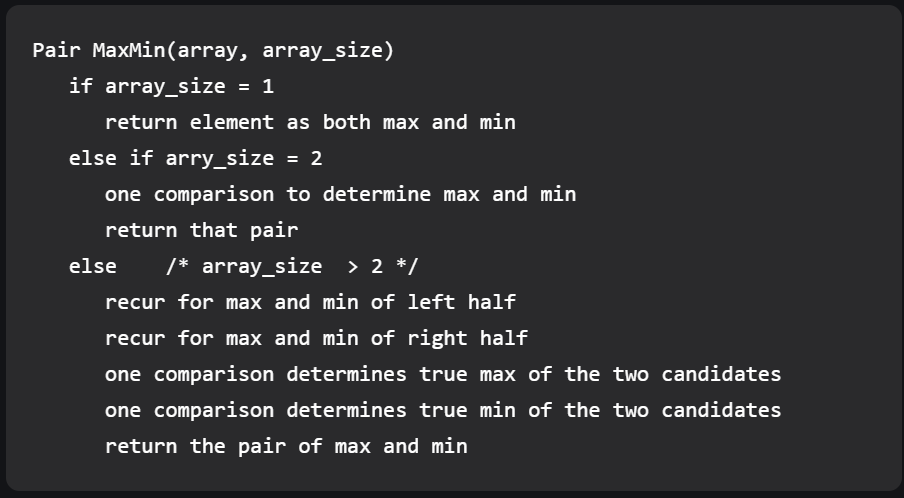 Pair MaxMin(array, array_size)
   if array_size = 1
      return element as both max and min
   else if arry_size = 2
      one comparison to determine max and min
      return that pair
   else    /* array_size  > 2 */
      recur for max and min of left half
      recur for max and min of right half
      one comparison determines true max of the two candidates
      one comparison determines true min of the two candidates
      return the pair of max and min